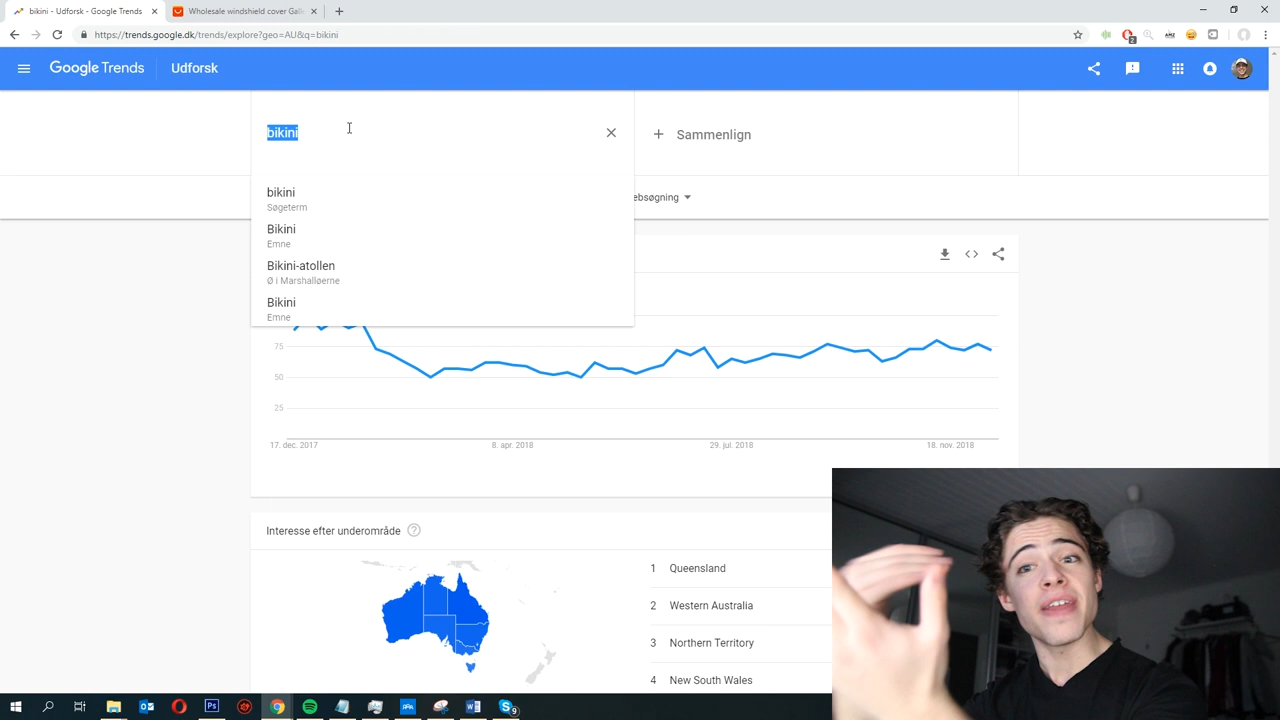 bikini - Udforsk - Google Trends
Wholesale windshield cover Gall
https://trends.google.dk/trends/explore?geo=AU&q=bikini
2
Google Trends
Udforsk
bikini
Sammenlign
bikini
Søgeterm
ebsøgning
Bikini
Emne
Bikini-atollen
Ø i Marshalløerne
Bikini
Emne
75
50
25
17. dec. 2017
8. apr. 2018
29. jul. 2018
18. nov. 2018
Interesse efter underområde
1 Queensland
2 Western Australia
3 Northern Territory
4 New South Wales
Ps
9